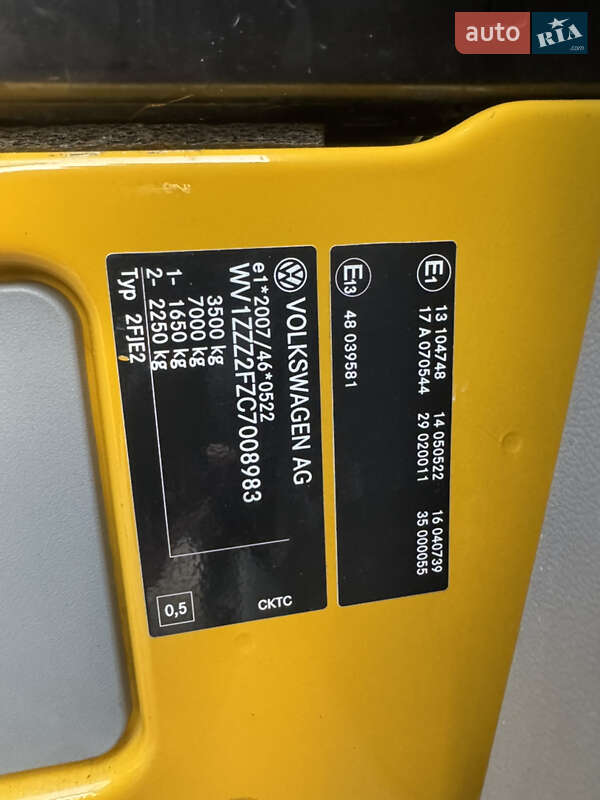 auto RIA
.com
VOLKSWAGEN AG
e1*2007/46*0522
WV1ZZZ2FZC7008983
3500 kg
7000 kg
1- 1650 kg
2- 2250 kg
Typ 2FJE2
0,5
CKTC
E1
13 104748 14 050522 16 040739
17 A 070544 29 020011 35 000055
E13
48 039581